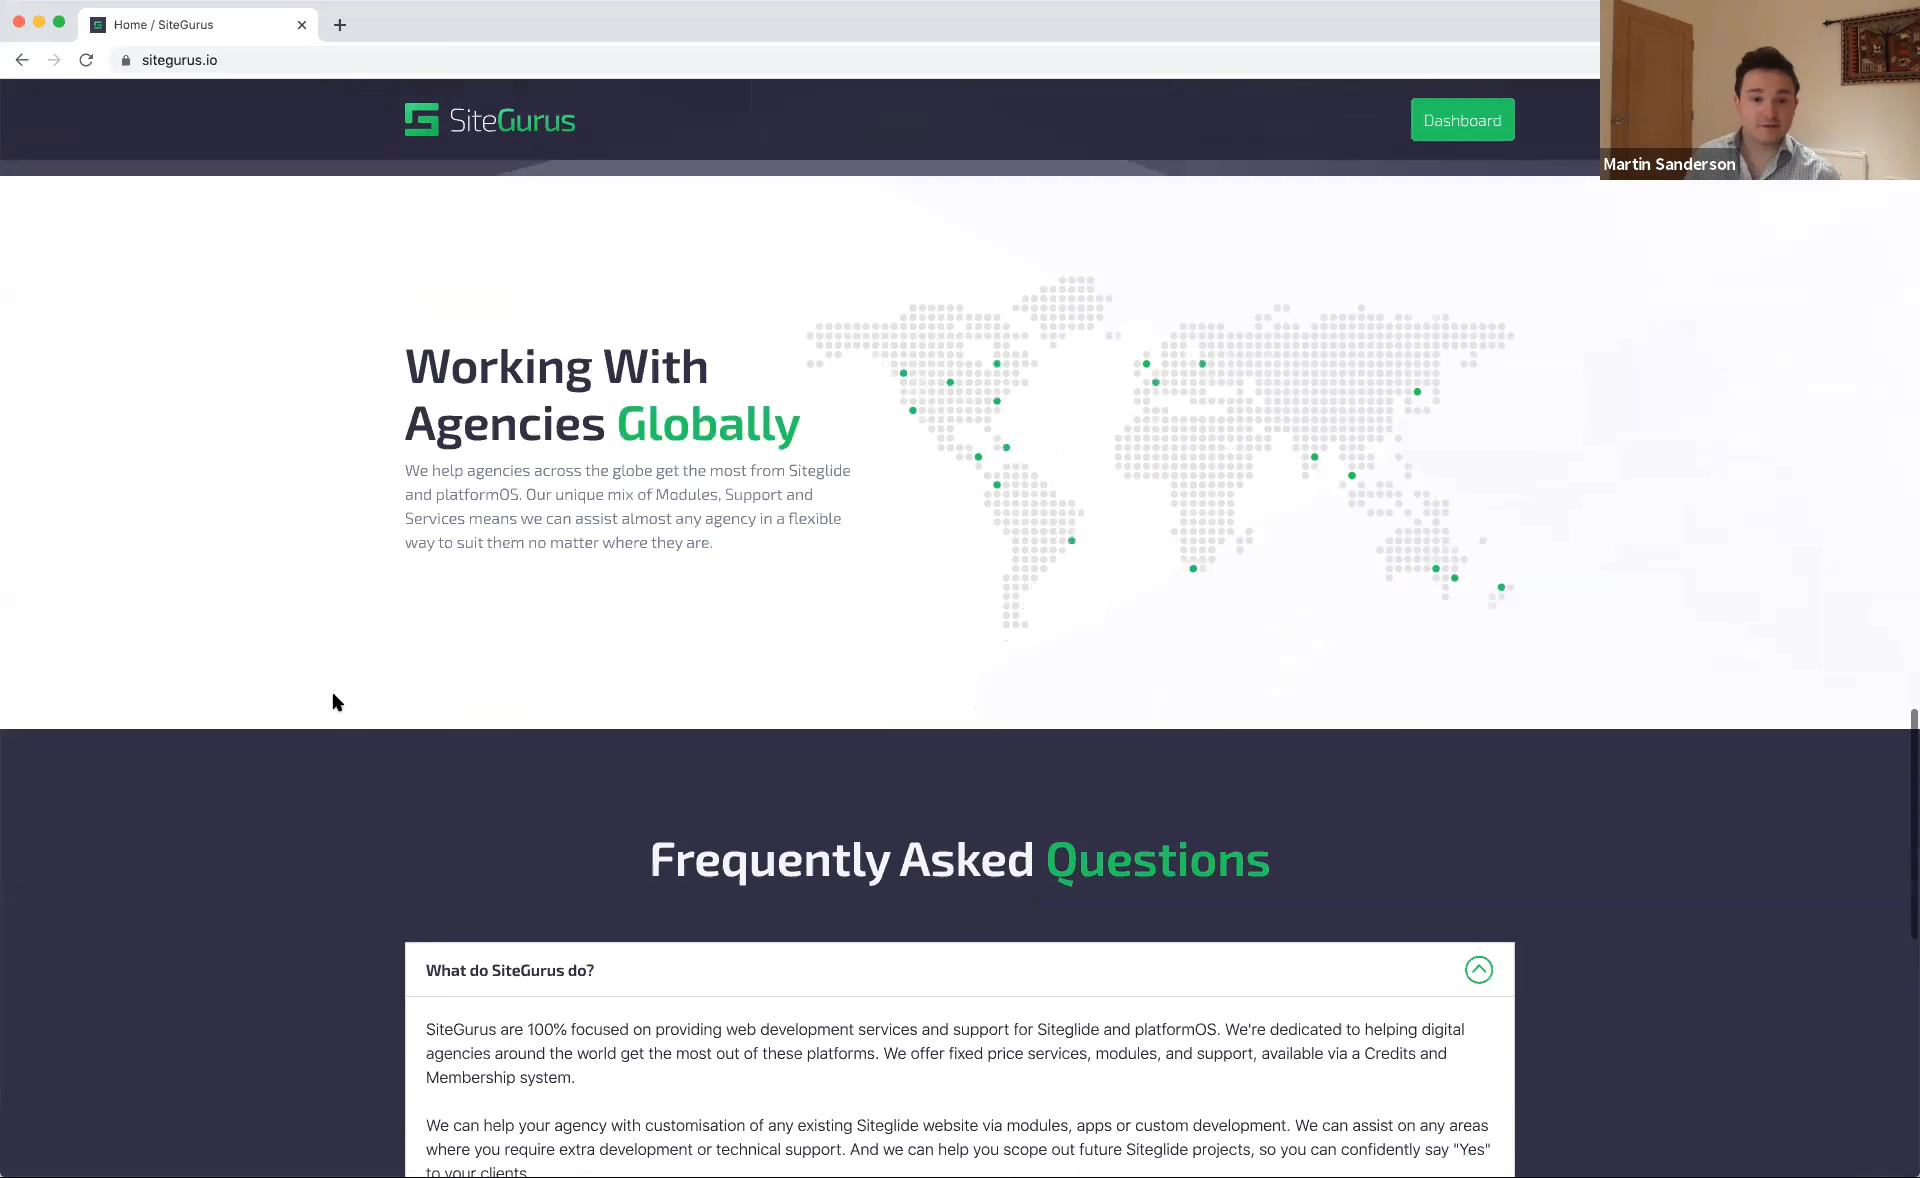 Home / SiteGurus
sitegurus.io
SiteGurus
Dashboard
Martin Sanderson
Working With
Agencies Globally
We help agencies across the globe get the most from Siteglide
and platformOS. Our unique mix of Modules, Support and
Services means we can assist almost any agency in a flexible
way to suit them no matter where they are.
Frequently Asked Questions
What do SiteGurus do?
SiteGurus are 100% focused on providing web development services and support for Siteglide and platformOS. We're dedicated to helping digital
agencies around the world get the most out of these platforms. We offer fixed price services, modules, and support, available via a Credits and
Membership system.
We can help your agency with customisation of any existing Siteglide website via modules, apps or custom development. We can assist on any areas
where you require extra development or technical support. And we can help you scope out future Siteglide projects, so you can confidently say "Yes"
to your clients.